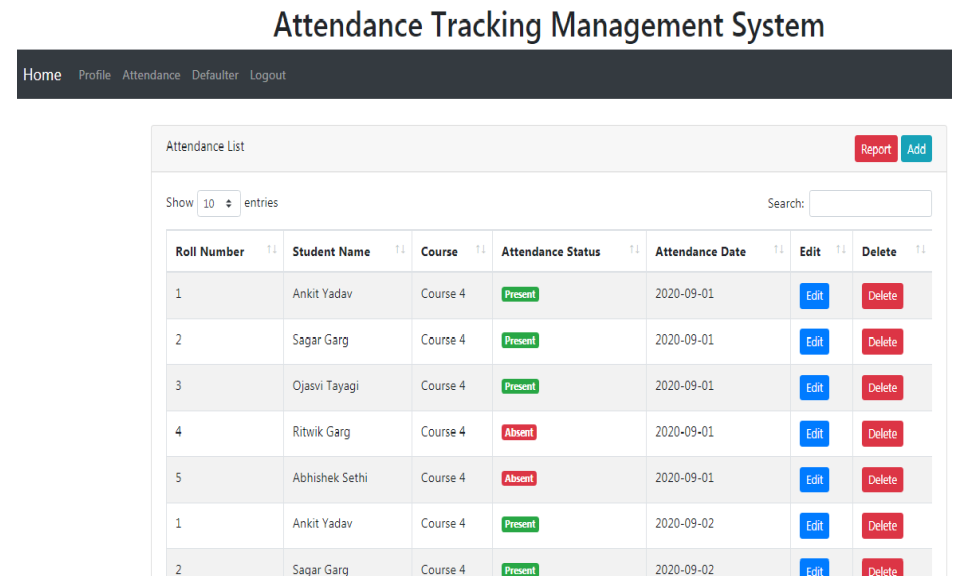 Attendance Tracking Management System
Home Profile Attendance Defaulter Logout
Attendance List Report Add
Show 10 entries Search:
Roll Number Student Name Course Attendance Status Attendance Date Edit Delete
1 Ankit Yadav Course 4 Present 2020-09-01 Edit Delete
2 Sagar Garg Course 4 Present 2020-09-01 Edit Delete
3 Ojasvi Tayagi Course 4 Present 2020-09-01 Edit Delete
4 Ritwik Garg Course 4 Absent 2020-09-01 Edit Delete
5 Abhishek Sethi Course 4 Absent 2020-09-01 Edit Delete
1 Ankit Yadav Course 4 Present 2020-09-02 Edit Delete
2 Sagar Garg Course 4 Present 2020-09-02 Edit Delete